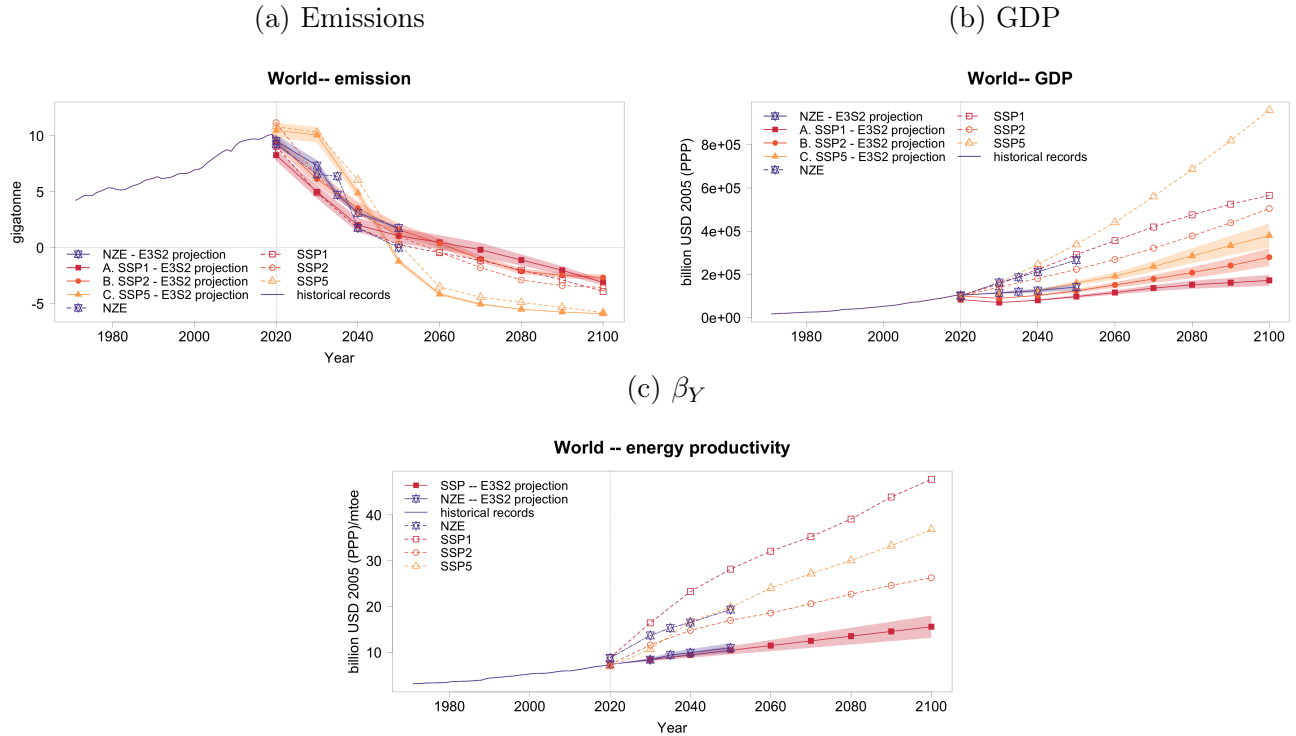 (a) Emissions
World-- emission
gigatonne
10
5
0
−5
NZE - E3S2 projection
A. SSP1 - E3S2 projection
B. SSP2 - E3S2 projection
C. SSP5 - E3S2 projection
NZE
SSP1
SSP2
SSP5
historical records
1980 2000 2020 2040 2060 2080 2100
Year
(b) GDP
World-- GDP
billion USD 2005 (PPP)
8e+05
6e+05
4e+05
2e+05
0e+00
NZE - E3S2 projection
A. SSP1 - E3S2 projection
B. SSP2 - E3S2 projection
C. SSP5 - E3S2 projection
NZE
SSP1
SSP2
SSP5
historical records
1980 2000 2020 2040 2060 2080 2100
(c) βY
World -- energy productivity
billion USD 2005 (PPP)/mtoe
40
30
20
10
SSP -- E3S2 projection
NZE -- E3S2 projection
historical records
NZE
SSP1
SSP2
SSP5
1980 2000 2020 2040 2060 2080 2100
Year